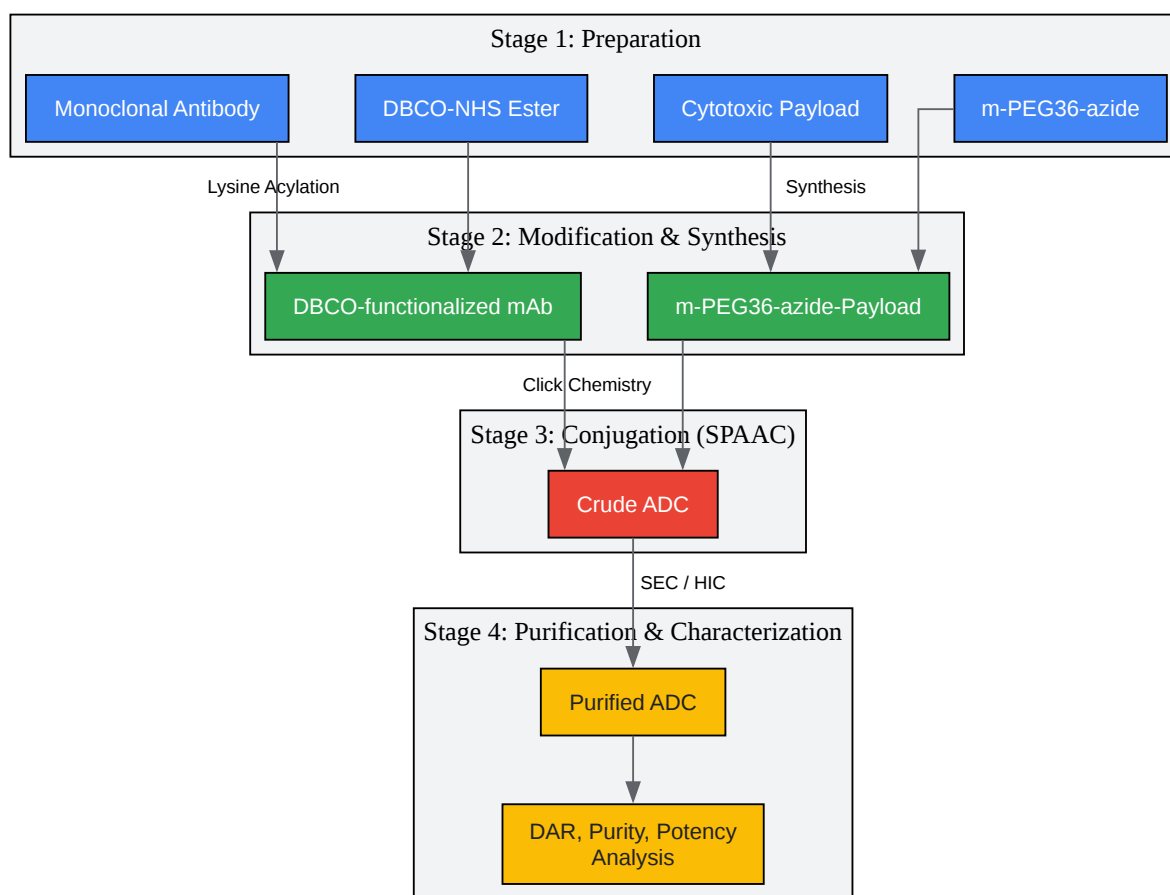 Stage 1: Preparation
Monoclonal Antibody
DBCO-NHS Ester
Cytotoxic Payload
m-PEG36-azide
Lysine Acylation
Synthesis
Stage 2: Modification & Synthesis
DBCO-functionalized mAb
m-PEG36-azide-Payload
Click Chemistry
Stage 3: Conjugation (SPAAC)
Crude ADC
SEC / HIC
Stage 4: Purification & Characterization
Purified ADC
DAR, Purity, Potency
Analysis